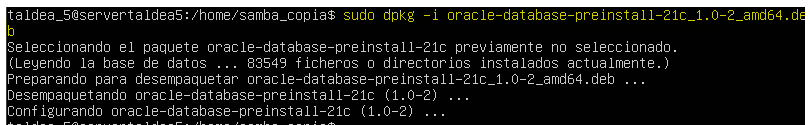 taldea_5@servertaldea5:/home/samba_copia$ sudo dpkg -i oracle-database-preinstall-21c_1.0-2_amd64.de
b
Seleccionando el paquete oracle-database-preinstall-21c previamente no seleccionado.
(Leyendo la base de datos ... 83549 ficheros o directorios instalados actualmente.)
Preparando para desempaquetar oracle-database-preinstall-21c_1.0-2_amd64.deb ...
Desempaquetando oracle-database-preinstall-21c (1.0-2) ...
Configurando oracle-database-preinstall-21c (1.0-2) ...
taldea_5@servertaldea5:/home/samba_copia$